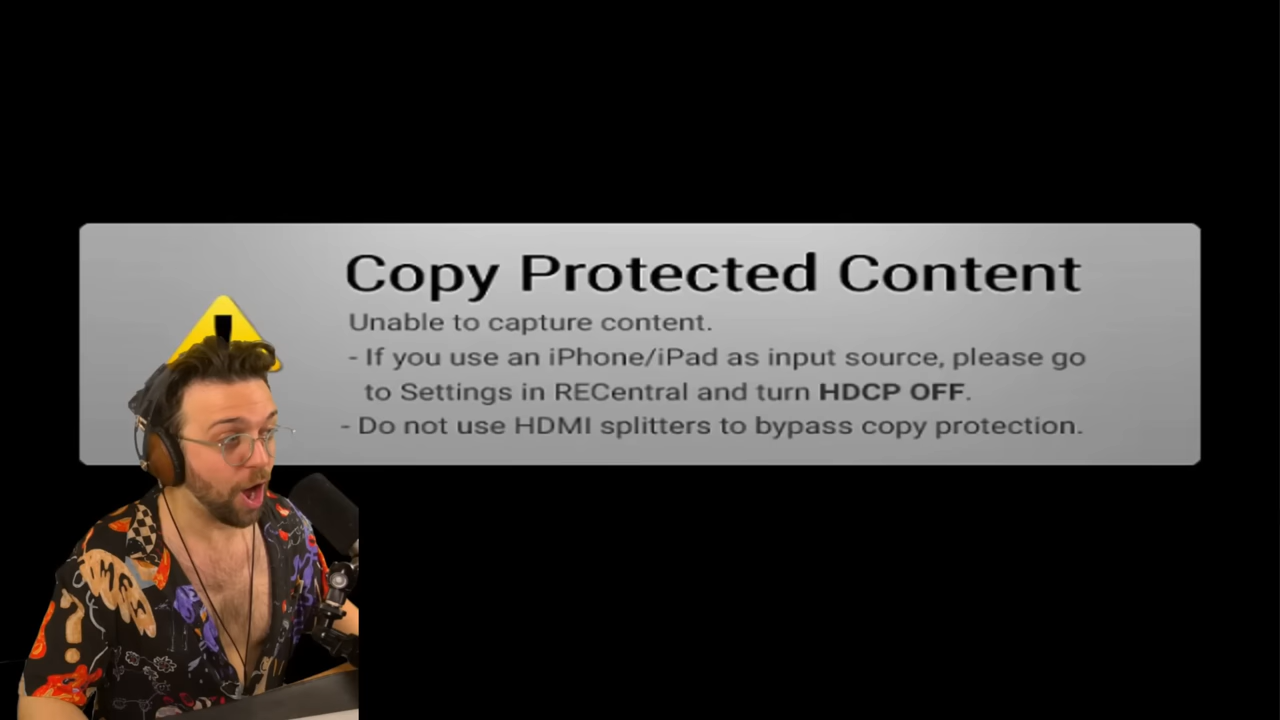 Copy Protected Content
Unable to capture content.
- If you use an iPhone/iPad as input source, please go
to Settings in RECentral and turn HDCP OFF.
- Do not use HDMI splitters to bypass copy protection.